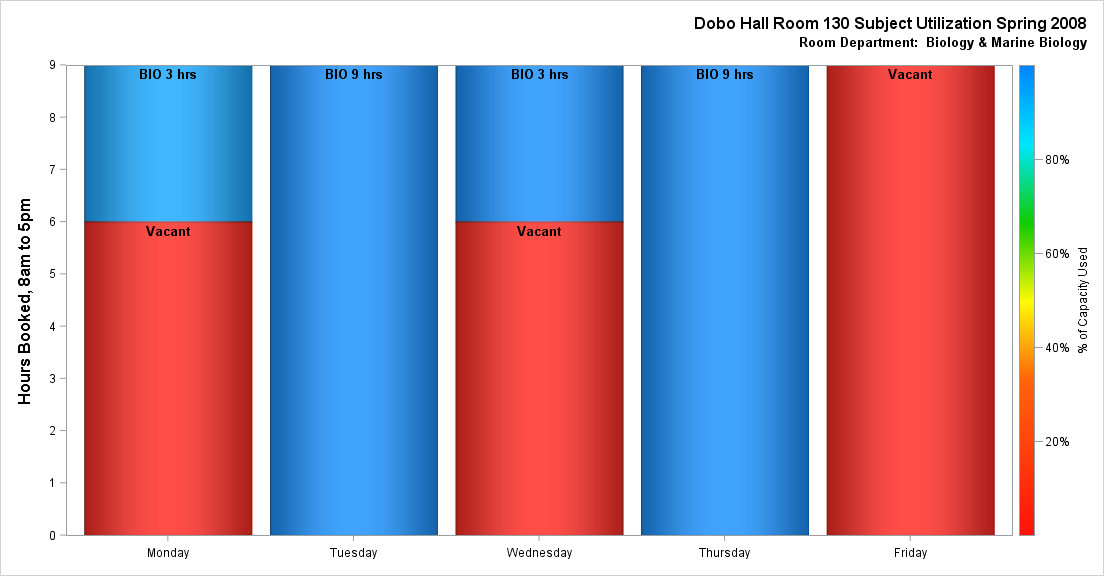 Dobo Hall Room 130 Subject Utilization Spring 2008
Room Department:  Biology & Marine Biology
Hours Booked, 8am to 5pm
9
8
7
6
5
4
3
2
1
0
BIO 3 hrs
Vacant
BIO 9 hrs
BIO 3 hrs
Vacant
BIO 9 hrs
Vacant
Monday
Tuesday
Wednesday
Thursday
Friday
80%
60%
40%
20%
% of Capacity Used